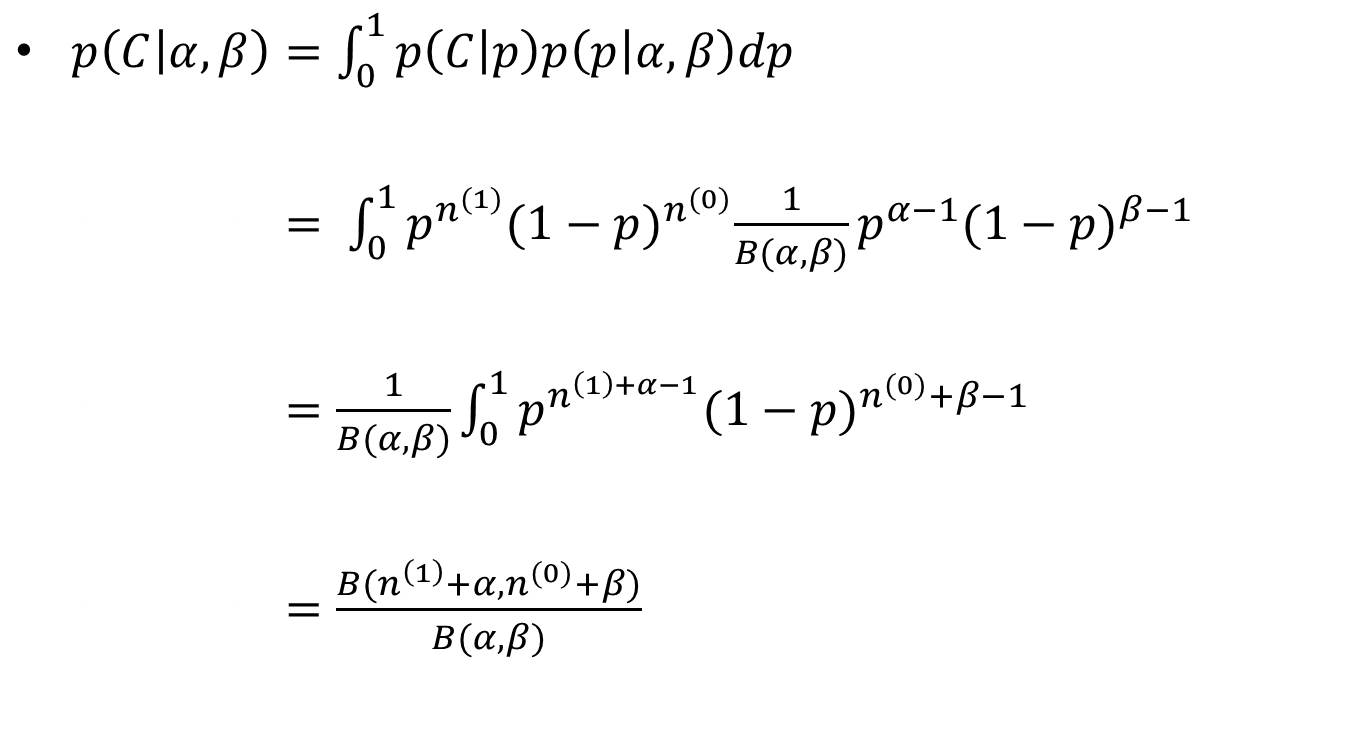 • p(C|α, β) = ∫₀¹ p(C|p)p(p|α, β)dp
= ∫₀¹ p^{n^{(1)}}(1 − p)^{n^{(0)}} \frac{1}{B(α,β)} p^{α−1}(1 − p)^{β−1}
= \frac{1}{B(α,β)} ∫₀¹ p^{n^{(1)+α−1}}(1 − p)^{n^{(0)}+β−1}
= \frac{B(n^{(1)}+α,n^{(0)}+β)}{B(α,β)}